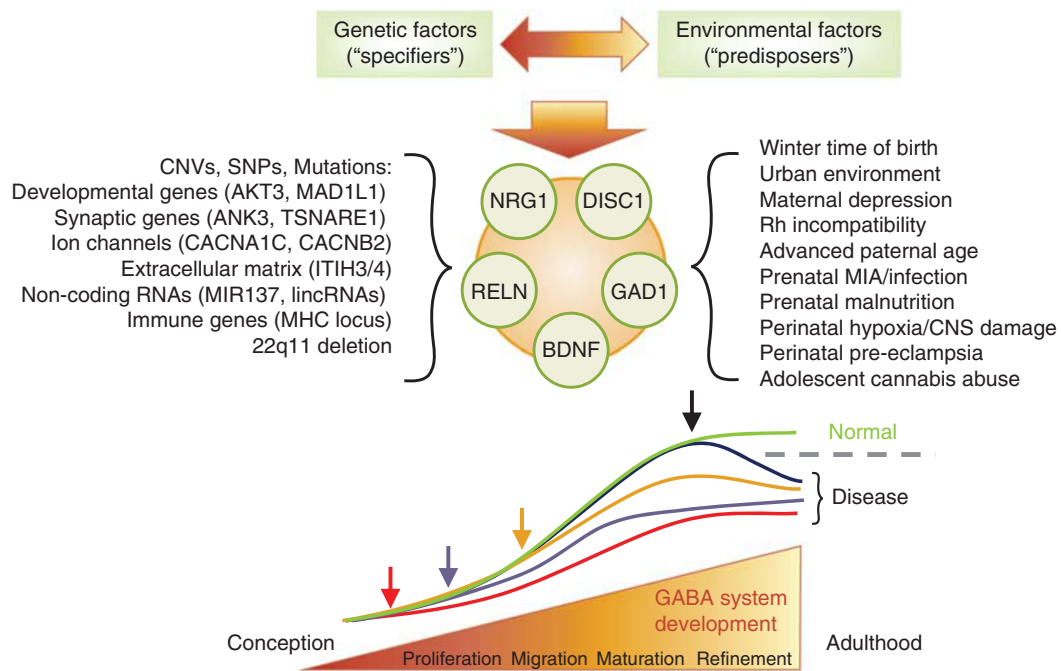 Genetic factors
("specifiers")
Environmental factors
("predisposers")
CNVs, SNPs, Mutations:
Developmental genes (AKT3, MAD1L1)
Synaptic genes (ANK3, TSNARE1)
Ion channels (CACNA1C, CACNB2)
Extracellular matrix (ITIH3/4)
Non-coding RNAs (MIR137, lincRNAs)
Immune genes (MHC locus)
22q11 deletion
NRG1
DISC1
RELN
GAD1
BDNF
Winter time of birth
Urban environment
Maternal depression
Rh incompatibility
Advanced paternal age
Prenatal MIA/infection
Prenatal malnutrition
Perinatal hypoxia/CNS damage
Perinatal pre-eclampsia
Adolescent cannabis abuse
Normal
Disease
GABA system
development
Conception
Adulthood
Proliferation Migration Maturation Refinement